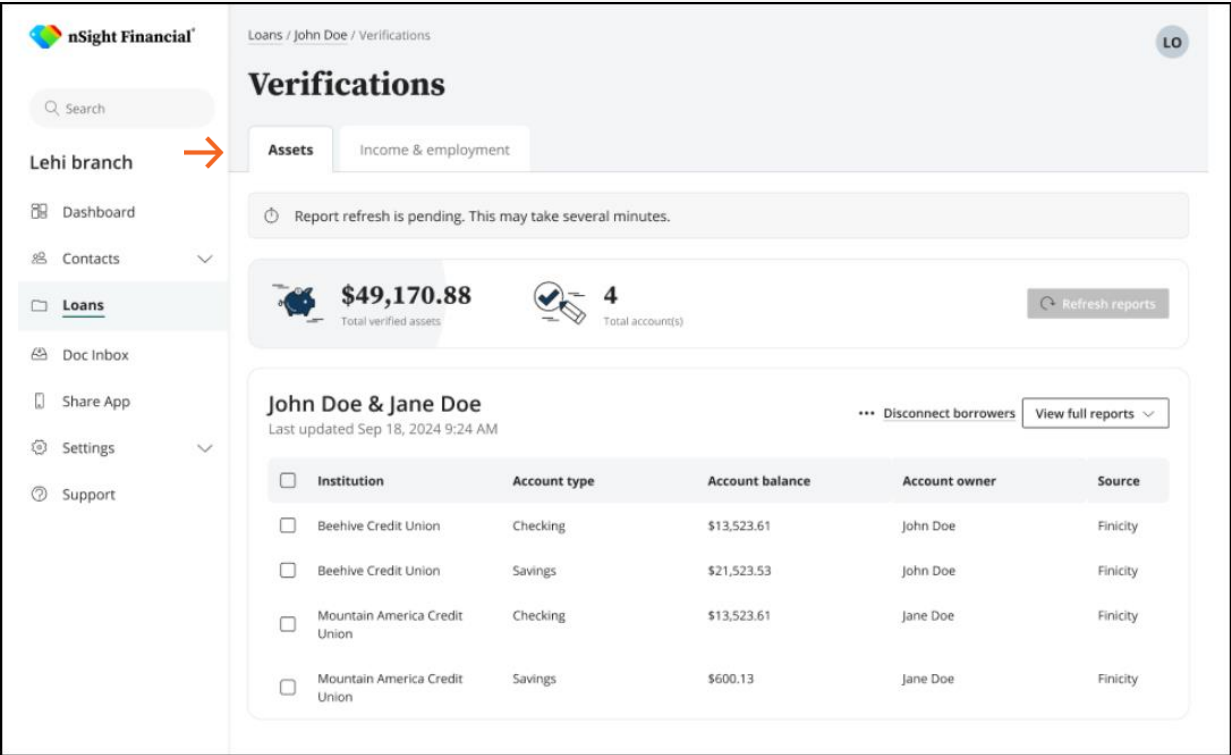 nSight Financial
Search
Lehi branch
Dashboard
Contacts
Loans
Doc Inbox
Share App
Settings
Support
Loans / John Doe / Verifications
LO
Verifications
Assets
Income & employment
Report refresh is pending. This may take several minutes.
$49,170.88
Total verified assets
4
Total account(s)
Refresh reports
John Doe & Jane Doe
Last updated Sep 18, 2024 9:24 AM
••• Disconnect borrowers
View full reports
Institution Account type Account balance Account owner Source
Beehive Credit Union Checking $13,523.61 John Doe Finicity
Beehive Credit Union Savings $21,523.53 John Doe Finicity
Mountain America Credit Checking $13,523.61 Jane Doe Finicity
Union
Mountain America Credit Savings $600.13 Jane Doe Finicity
Union